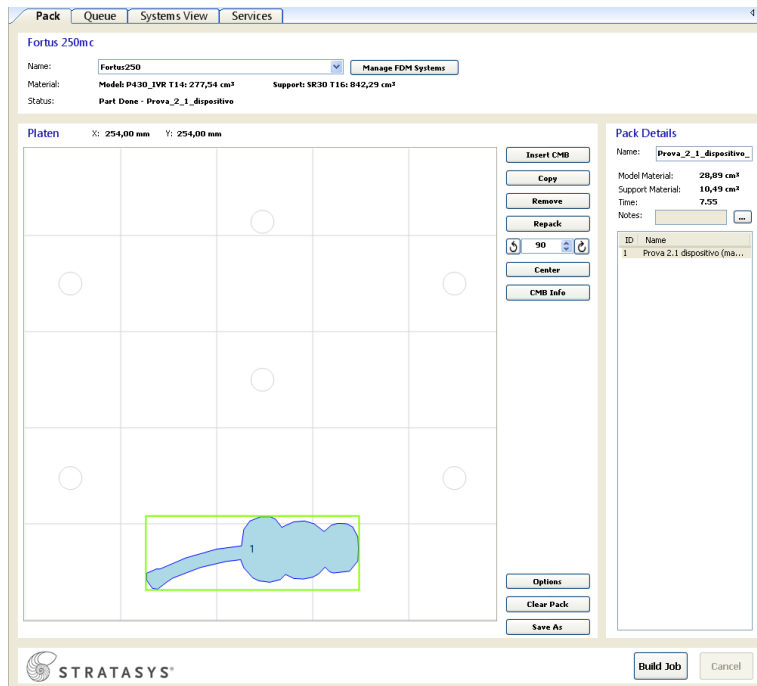 Pack Queue Systems View Services
Fortus 250mc
Name: Fortus250 Manage FDM Systems
Material: Model: P430_IVR T14: 277,54 cm³ Support: SR30 T16: 842,29 cm³
Status: Part Done - Prova_2_1_dispositivo
Platen X: 254,00 mm Y: 254,00 mm
Insert CMB
Copy
Remove
Repack
90
Center
CMB Info
1
Options
Clear Pack
Save As
Pack Details
Name: Prova_2_1_dispositivo_
Model Material: 28,89 cm³
Support Material: 10,49 cm³
Time: 7.55
Notes: ...
ID Name
1 Prova 2.1 dispositivo (ma...
STRATASYS®
Build Job Cancel